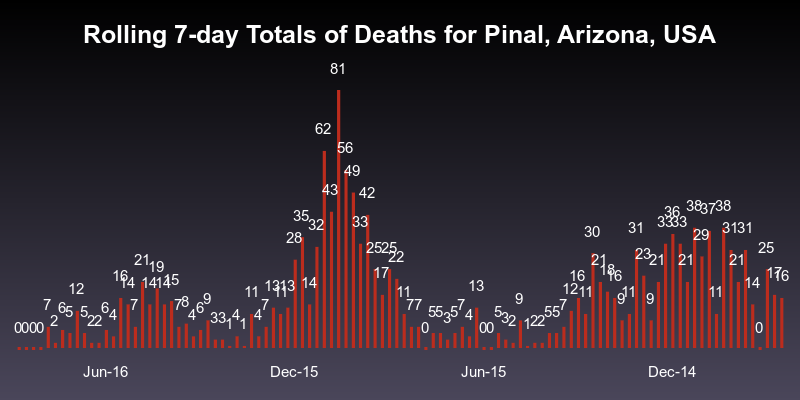 Rolling 7-day Totals of Deaths for Pinal, Arizona, USA
0 0 0 0 7 2 6 5 12 5 2 2 6 4 16 14 7 21 14 19 14 15 7 8 4 6 9 3 3 1 4 1 11 4 7 13 11 13 28 35 14 32 62 43 81 56 49 33 42 25 17 25 22 11 7 7 0 5 5 3 5 7 4 13 0 0 5 3 2 9 1 2 2 5 5 7 12 16 11 30 21 18 16 9 11 31 23 9 21 33 36 33 21 38 29 37 11 38 31 21 31 14 0 25 17 16
Jun-16 Dec-15 Jun-15 Dec-14